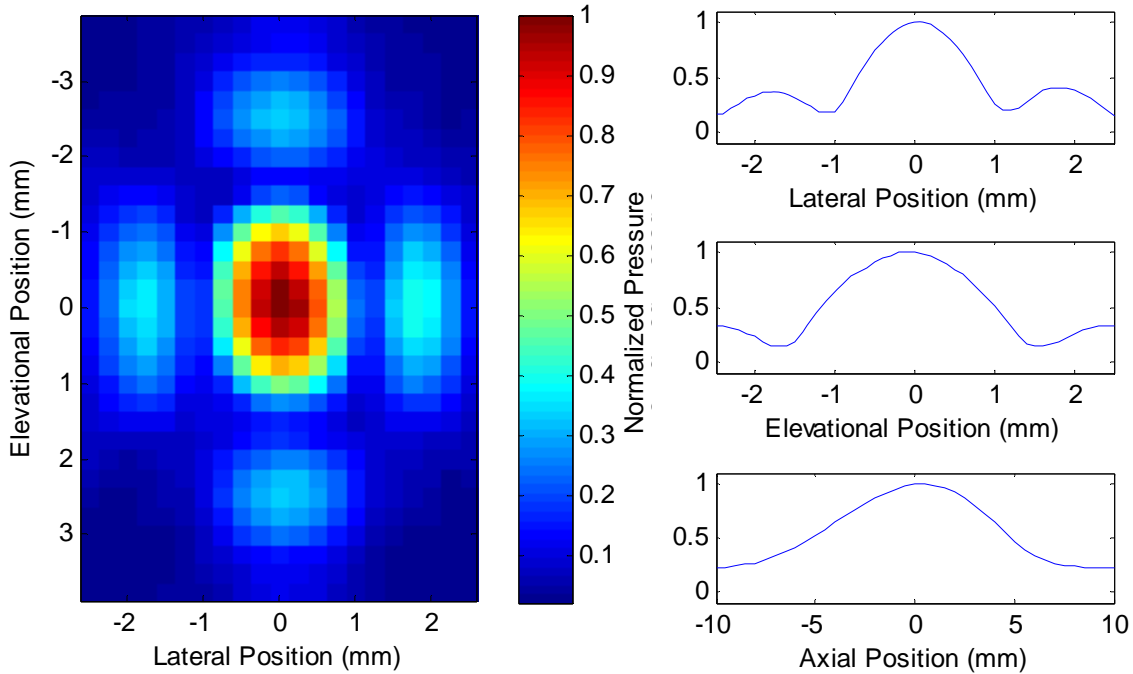 -3
-2
-1
0
1
2
3
Elevational Position (mm)
-2 -1 0 1 2
Lateral Position (mm)
1
0.9
0.8
0.7
0.6
0.5
0.4
0.3
0.2
0.1
Normalized Pressure
1
0.5
0
-2 -1 0 1 2
Lateral Position (mm)
1
0.5
0
-2 -1 0 1 2
Elevational Position (mm)
1
0.5
0
-10 -5 0 5 10
Axial Position (mm)